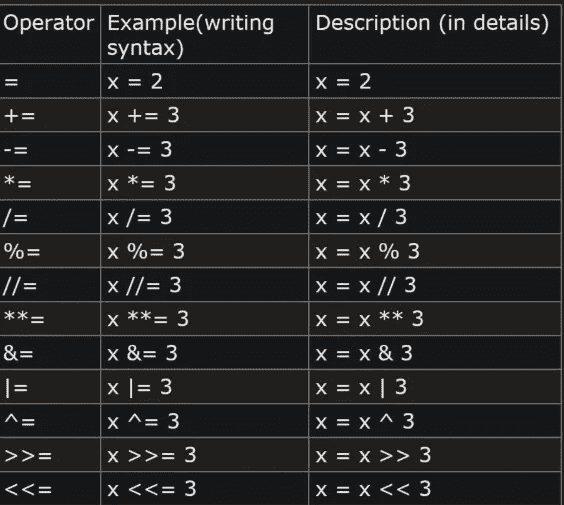 Operator Example(writing syntax) Description (in details)
= x = 2 x = 2
+= x += 3 x = x + 3
-= x -= 3 x = x - 3
*= x *= 3 x = x * 3
/= x /= 3 x = x / 3
%= x %= 3 x = x % 3
//= x //= 3 x = x // 3
**= x **= 3 x = x ** 3
&= x &= 3 x = x & 3
|= x |= 3 x = x | 3
^= x ^= 3 x = x ^ 3
>>= x >>= 3 x = x >> 3
<<= x <<= 3 x = x << 3